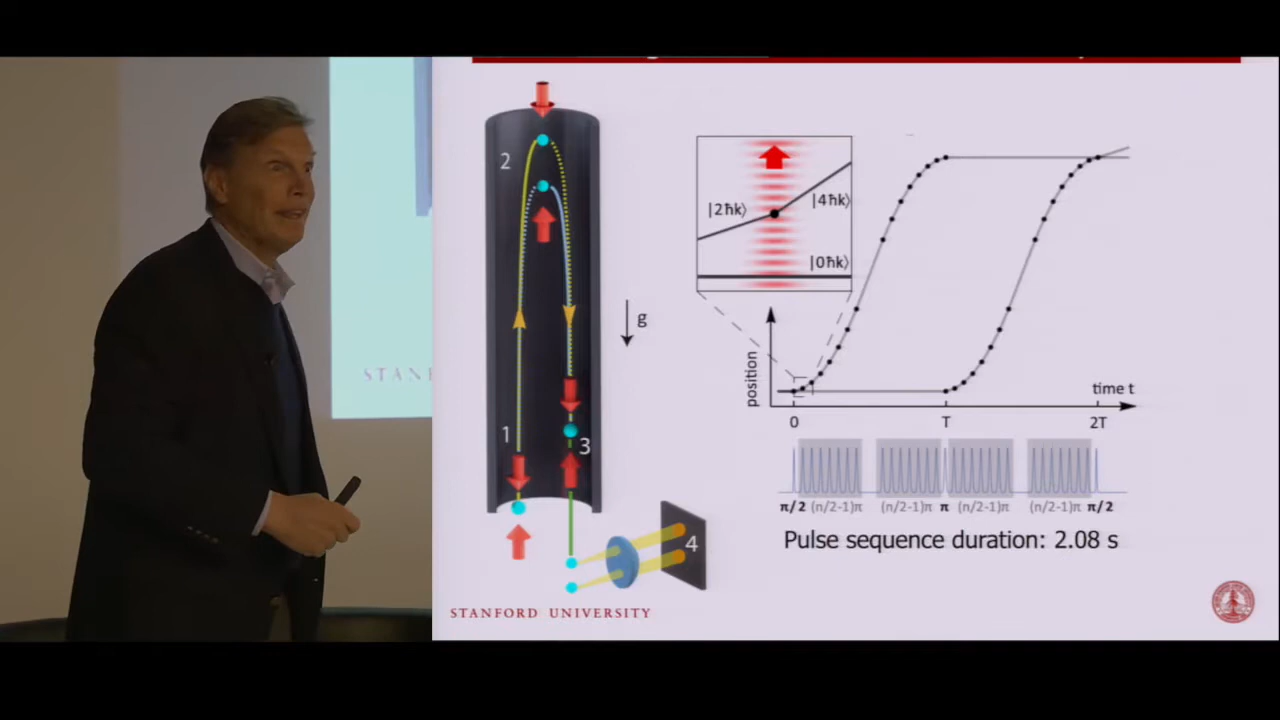 2
|2ħk⟩
|4ħk⟩
|0ħk⟩
g
position
time t
1
3
0
T
2T
π/2 (n/2-1)π (n/2-1)π π (n/2-1)π (n/2-1)π π/2
4
Pulse sequence duration: 2.08 s
STANFORD UNIVERSITY
STAN